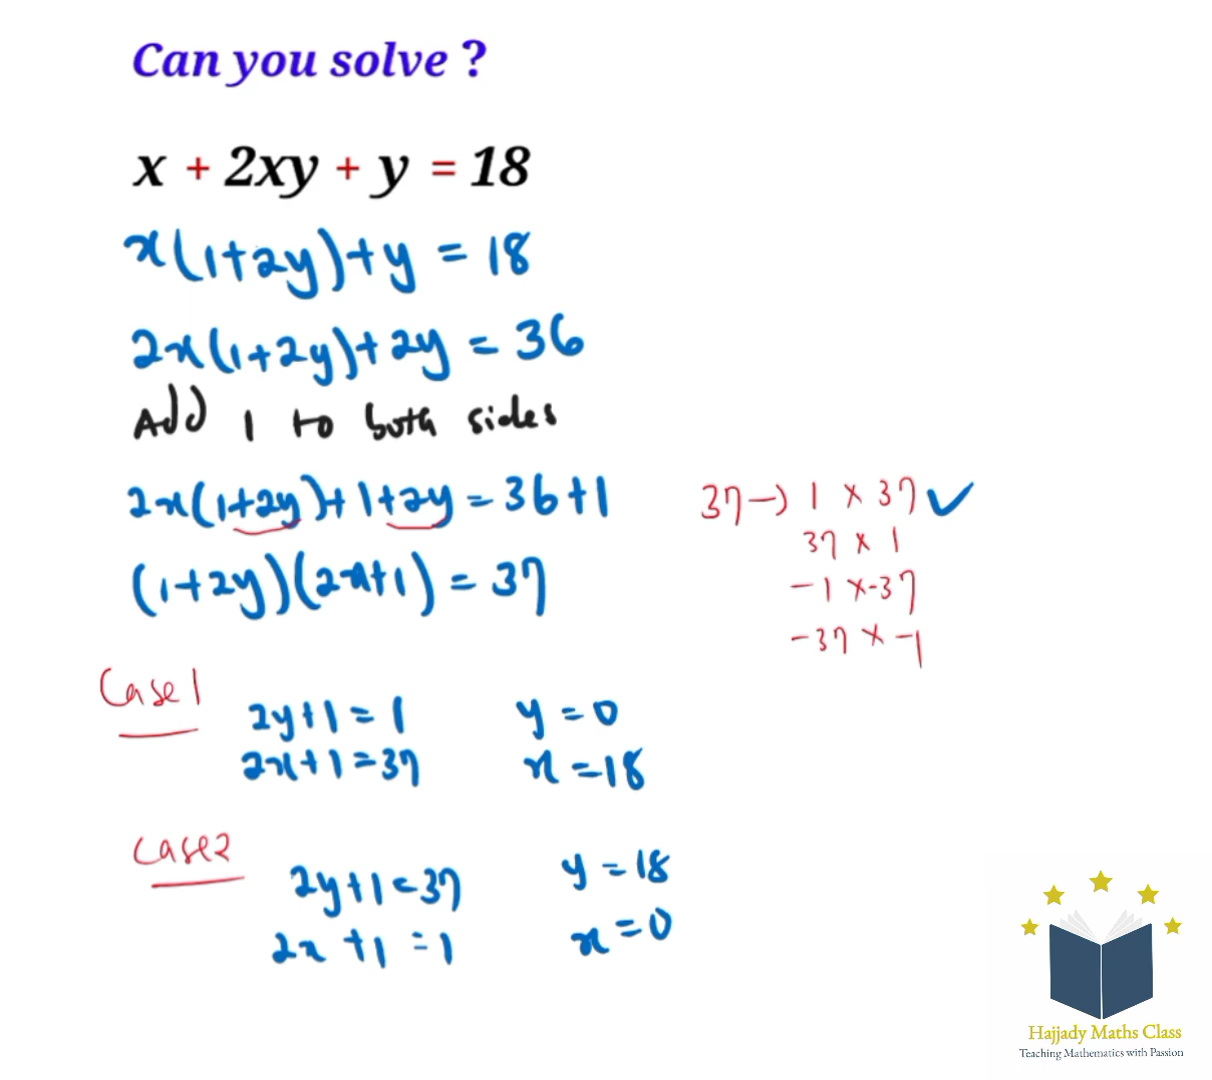 Can you solve ?
x + 2xy + y = 18
x(1+2y)+y = 18
2x(1+2y)+2y = 36
Add 1 to both sides
2x(1+2y)+1+2y=36+1
37→ 1 × 37 ✓
37 × 1
(1+2y)(2x+1) = 37
-1 × -37
-37 × -1
Case 1
2y+1=1 y=0
2x+1=37 x=18
Case 2
2y+1=37 y=18
2x+1=1 x=0
Hajjady Maths Class
Teaching Mathematics with Passion